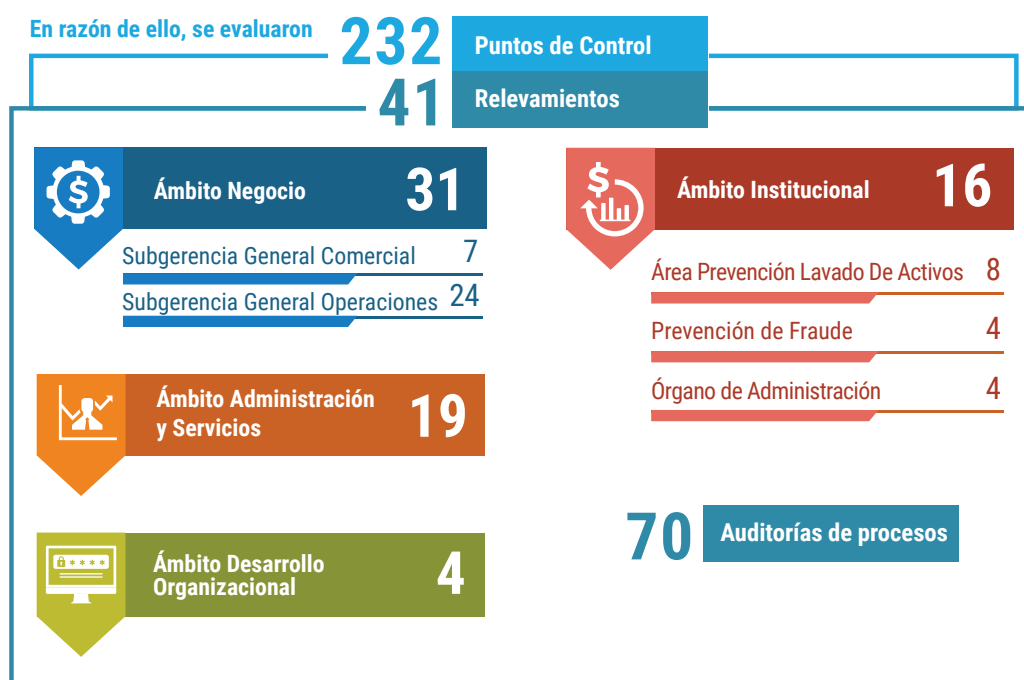 En razón de ello, se evaluaron 232 Puntos de Control
41 Relevamientos
Ámbito Negocio 31
Subgerencia General Comercial 7
Subgerencia General Operaciones 24
Ámbito Administración
y Servicios 19
Ámbito Desarrollo
Organizacional 4
Ámbito Institucional 16
Área Prevención Lavado De Activos 8
Prevención de Fraude 4
Órgano de Administración 4
70 Auditorías de procesos